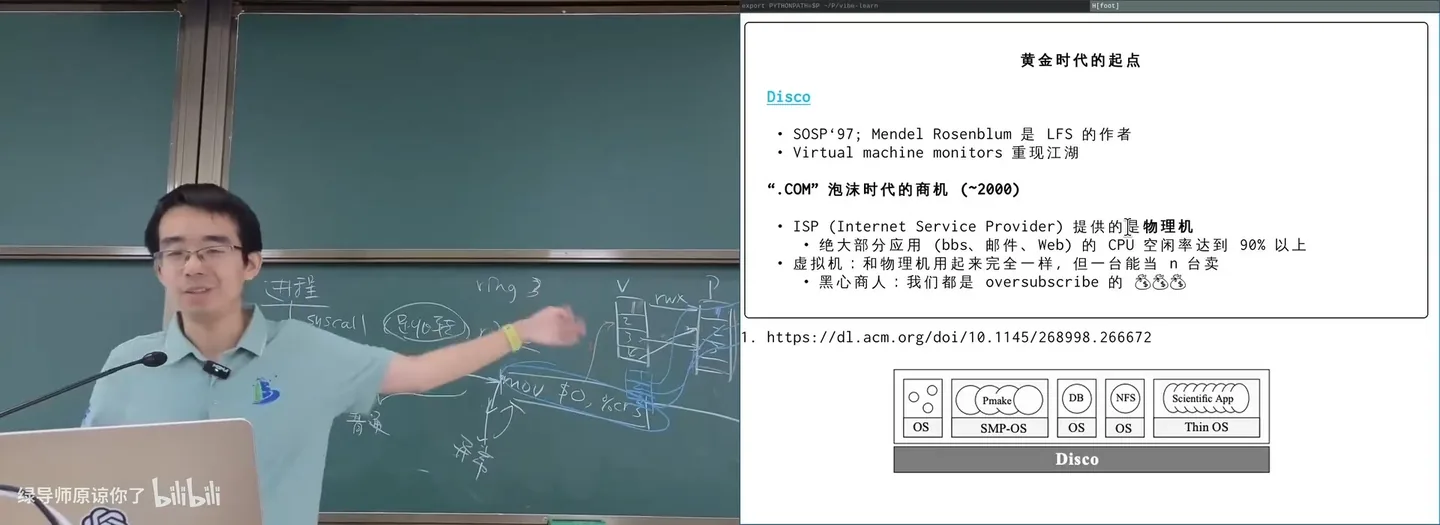 export PYTHONPATH=$P ~/P/vibe-learn
H[foot]
黄金时代的起点
Disco
• SOSP‘97; Mendel Rosenblum 是 LFS 的作者
• Virtual machine monitors 重现江湖
“.COM” 泡沫时代的商机 (~2000)
• ISP (Internet Service Provider) 提供的是物理机
• 绝大部分应用 (bbs、邮件、Web) 的 CPU 空闲率达到 90% 以上
• 虚拟机：和物理机用起来完全一样，但一台能当 n 台卖
• 黑心商人：我们都是 oversubscribe 的 💰💰💰
1. https://dl.acm.org/doi/10.1145/268998.266672
Pmake
DB
NFS
Scientific App
OS
SMP-OS
OS
OS
Thin OS
Disco
进程
syscall
ring 3
V
rwx
P
1
2
3
4
mov $0, %cr3
普通
异常
绿导师原谅你了
bilibili